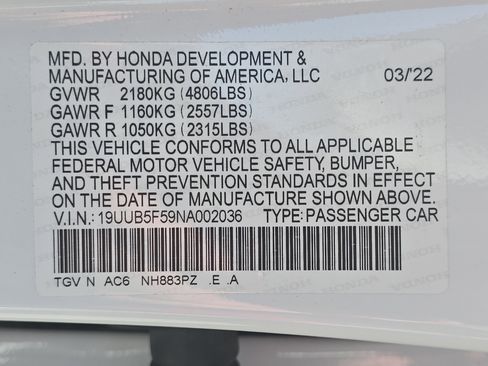 MFD. BY HONDA DEVELOPMENT &
MANUFACTURING OF AMERICA, LLC 03/'22
GVWR 2180KG (4806LBS)
GAWR F 1160KG (2557LBS)
GAWR R 1050KG (2315LBS)
THIS VEHICLE CONFORMS TO ALL APPLICABLE
FEDERAL MOTOR VEHICLE SAFETY, BUMPER,
AND THEFT PREVENTION STANDARDS IN EFFECT
ON THE DATE OF MANUFACTURE SHOWN ABOVE.
V.I.N.: 19UUB5F59NA002036 TYPE: PASSENGER CAR
TGV N AC6 NH883PZ .E .A